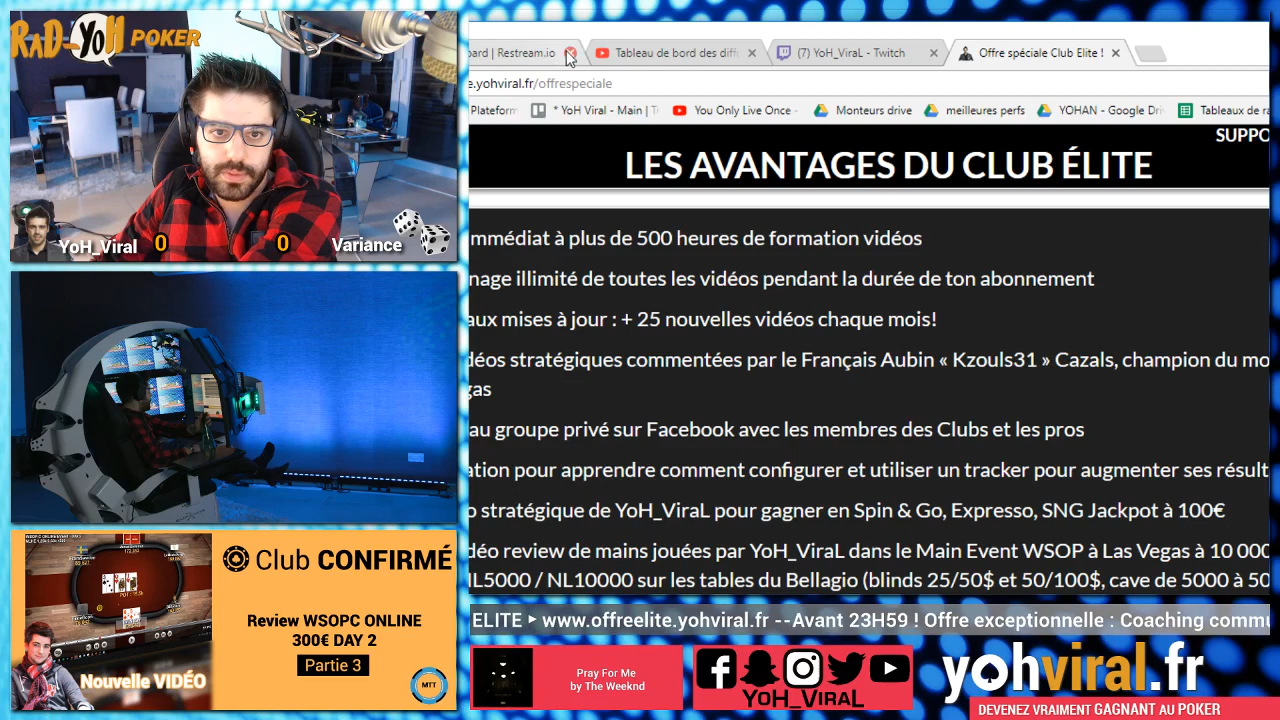 RAD-YOH POKER
YoH_Viral 0 0 Variance
Club CONFIRMÉ
Review WSOPC ONLINE
300€ DAY 2
Partie 3
Nouvelle VIDÉO
MTT
ard | Restream.io
Tableau de bord des diff
(7) YoH_ViraL - Twitch
Offre spéciale Club Elite !
e.yohviral.fr/offrespeciale
Plateform
* YoH Viral - Main | T
You Only Live Once -
Monteurs drive
meilleures perfs
YOHAN - Google Dri
Tableaux de ra
SUPPO
LES AVANTAGES DU CLUB ÉLITE
mmédiat à plus de 500 heures de formation vidéos
nage illimité de toutes les vidéos pendant la durée de ton abonnement
aux mises à jour : + 25 nouvelles vidéos chaque mois!
déos stratégiques commentées par le Français Aubin « Kzouls31 » Cazals, champion du mo
gas
au groupe privé sur Facebook avec les membres des Clubs et les pros
ation pour apprendre comment configurer et utiliser un tracker pour augmenter ses résult
o stratégique de YoH_ViraL pour gagner en Spin & Go, Expresso, SNG Jackpot à 100€
déo review de mains jouées par YoH_ViraL dans le Main Event WSOP à Las Vegas à 10 000
NL5000 / NL10000 sur les tables du Bellagio (blinds 25/50$ et 50/100$, cave de 5000 à 50
ELITE ▸ www.offreelite.yohviral.fr --Avant 23H59 ! Offre exceptionnelle : Coaching commu
Pray For Me
by The Weeknd
YoH_ViraL
yohviral.fr
DEVENEZ VRAIMENT GAGNANT AU POKER